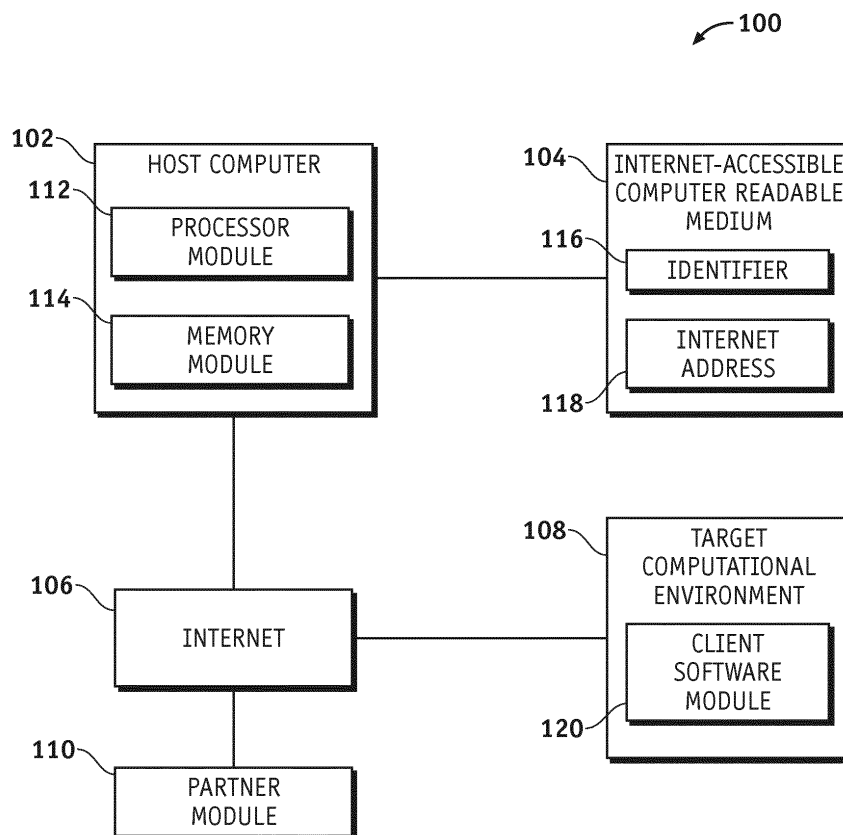 100
102
HOST COMPUTER
112
PROCESSOR
MODULE
114
MEMORY
MODULE
104
INTERNET-ACCESSIBLE
COMPUTER READABLE
MEDIUM
116
IDENTIFIER
INTERNET
ADDRESS
118
106
INTERNET
108
TARGET
COMPUTATIONAL
ENVIRONMENT
CLIENT
SOFTWARE
MODULE
120
110
PARTNER
MODULE